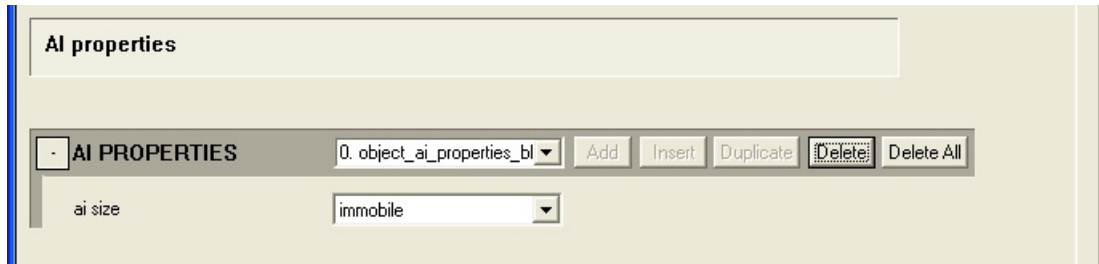 AI properties
- AI PROPERTIES 0. object_ai_properties_bl Add Insert Duplicate Delete Delete All
ai size immobile